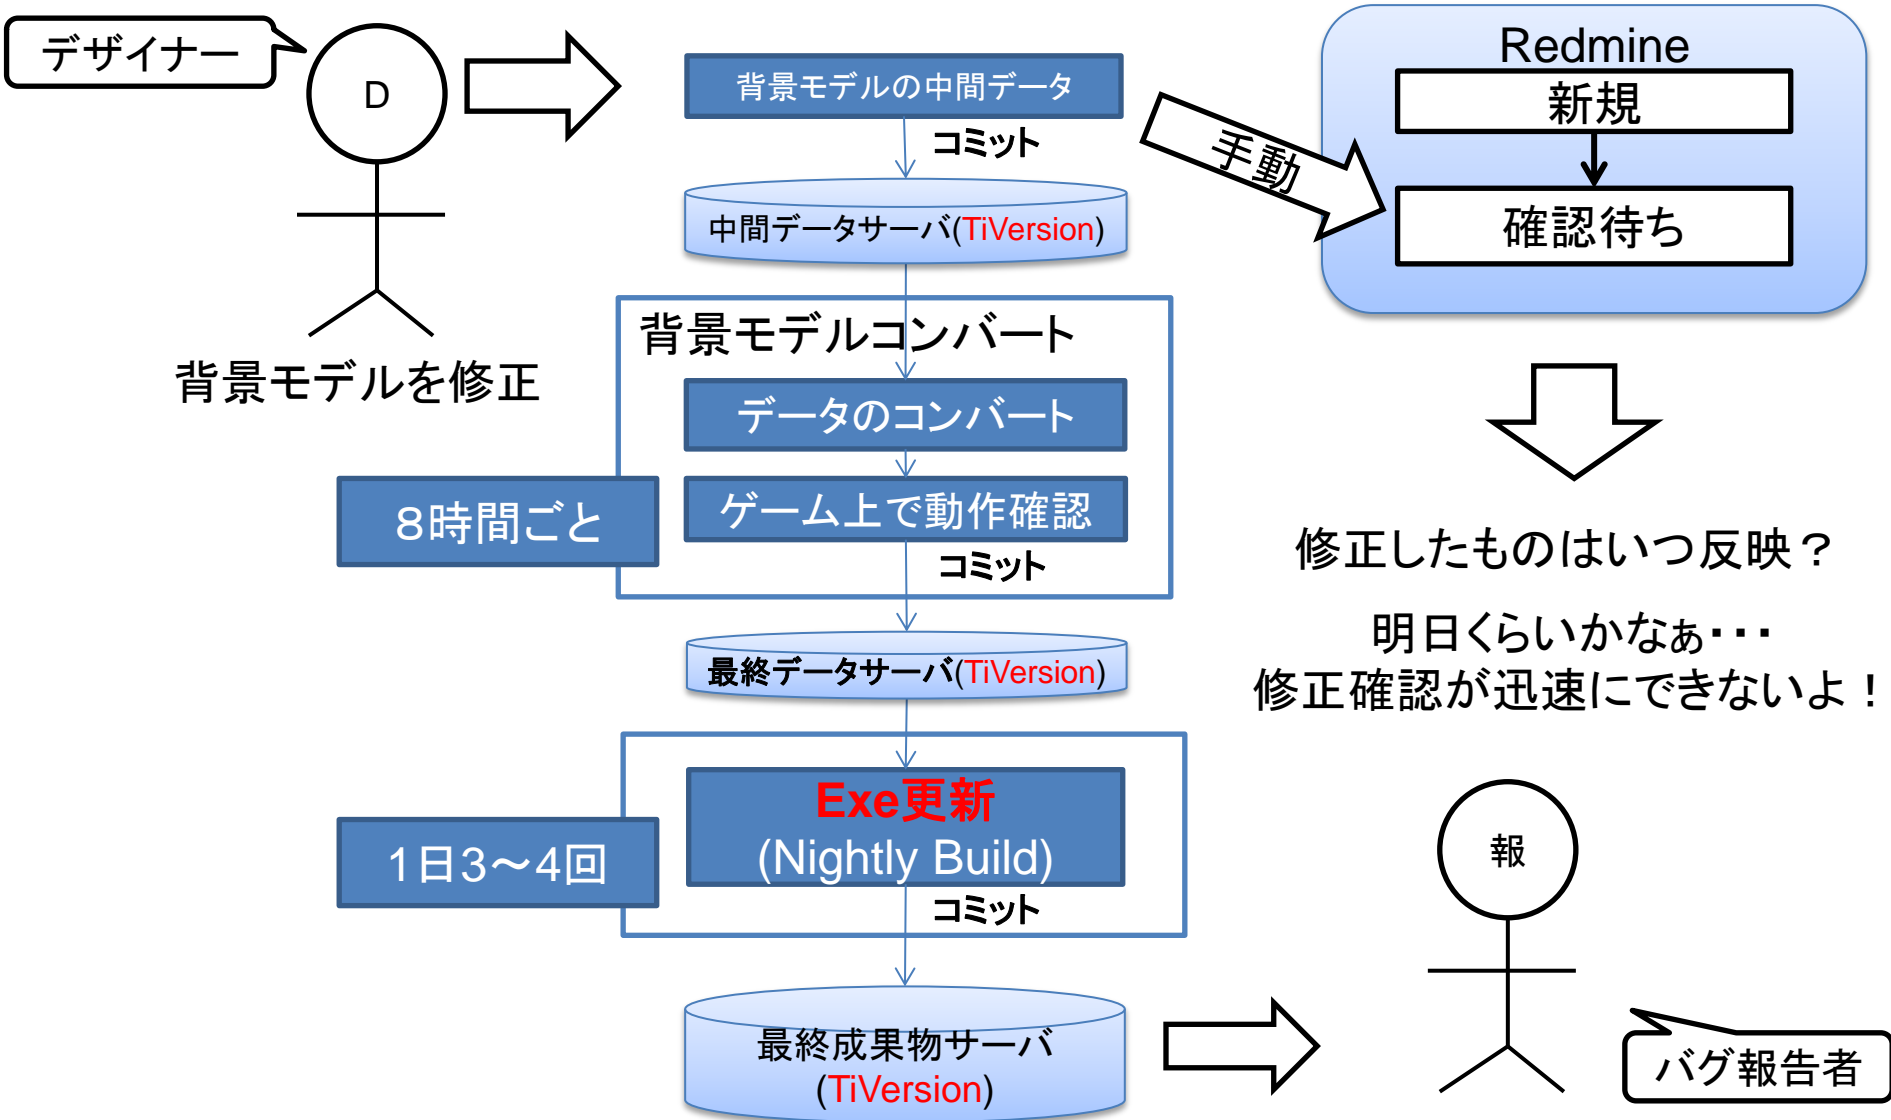 デザイナー
D
背景モデルを修正
背景モデルの中間データ
コミット
中間データサーバ(TiVersion)
背景モデルコンバート
データのコンバート
8時間ごと
ゲーム上で動作確認
コミット
最終データサーバ(TiVersion)
Exe更新
(Nightly Build)
1日3～4回
コミット
最終成果物サーバ
(TiVersion)
手動
Redmine
新規
確認待ち
修正したものはいつ反映？
明日くらいかなぁ・・・
修正確認が迅速にできないよ！
報
バグ報告者